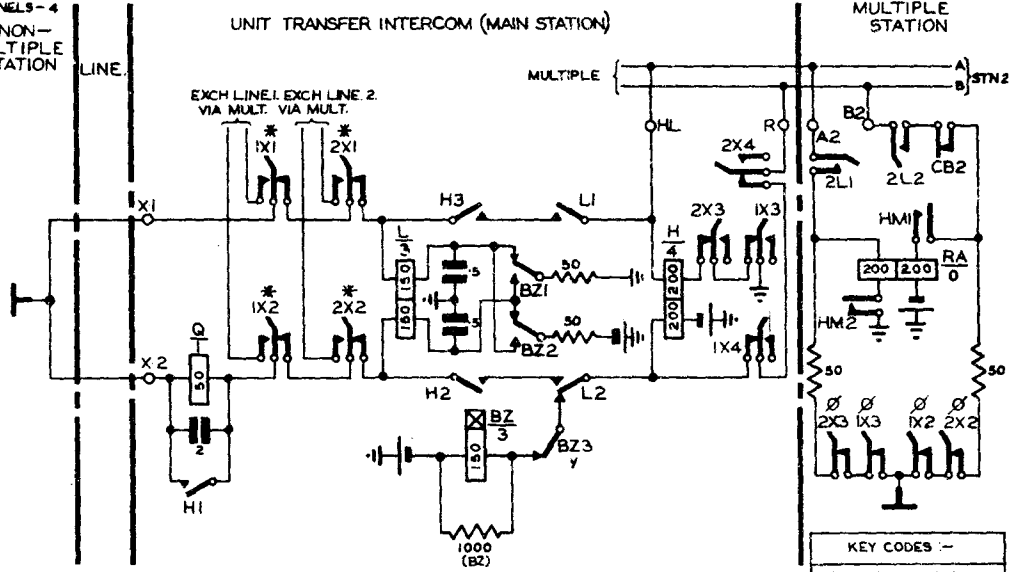 NELS-4
NON-
LTIPLE
TATION
LINE.
UNIT TRANSFER INTERCOM (MAIN STATION)
MULTIPLE
STATION
MULTIPLE
A
B
STN2
EXCH LINE.1. EXCH LINE. 2.
VIA MULT. VIA MULT.
*
1X1
*
2X1
HL
R
A2
B2
2X4
2L1
2L2
CB2
X1
H3
L1
2X3
1X3
HM1
L
150
150
.5
.5
50
BZ1
50
BZ2
H
4
200
200
200
200
RA
0
HM2
*
1X2
*
2X2
1X4
X2
Q
50
2
H1
H2
L2
BZ
3
150
BZ3
Y
1000
(BZ)
50
50
Ø
2X3
Ø
1X3
Ø
1X2
Ø
2X2
KEY CODES :-